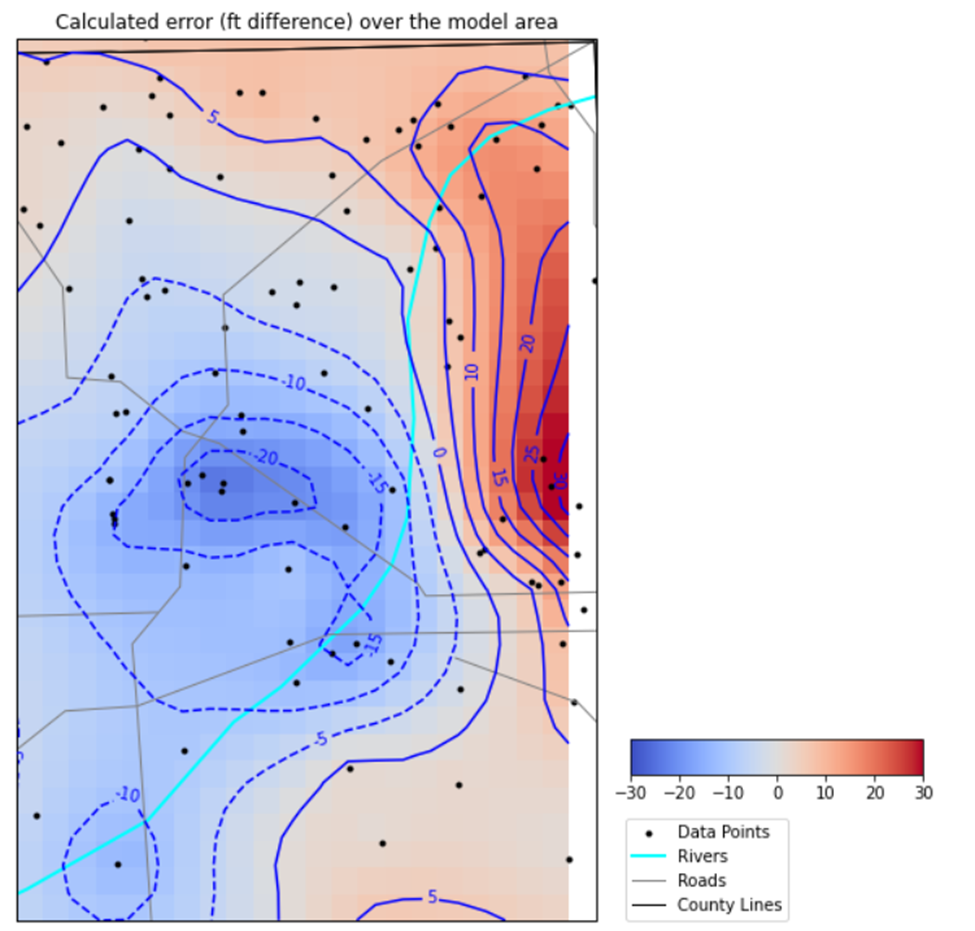 Calculated error (ft difference) over the model area
5
20
-10
10
0
25
-20
-15
15
-15
-5
-10
5
−30 −20 −10 0 10 20 30
Data Points
Rivers
Roads
County Lines